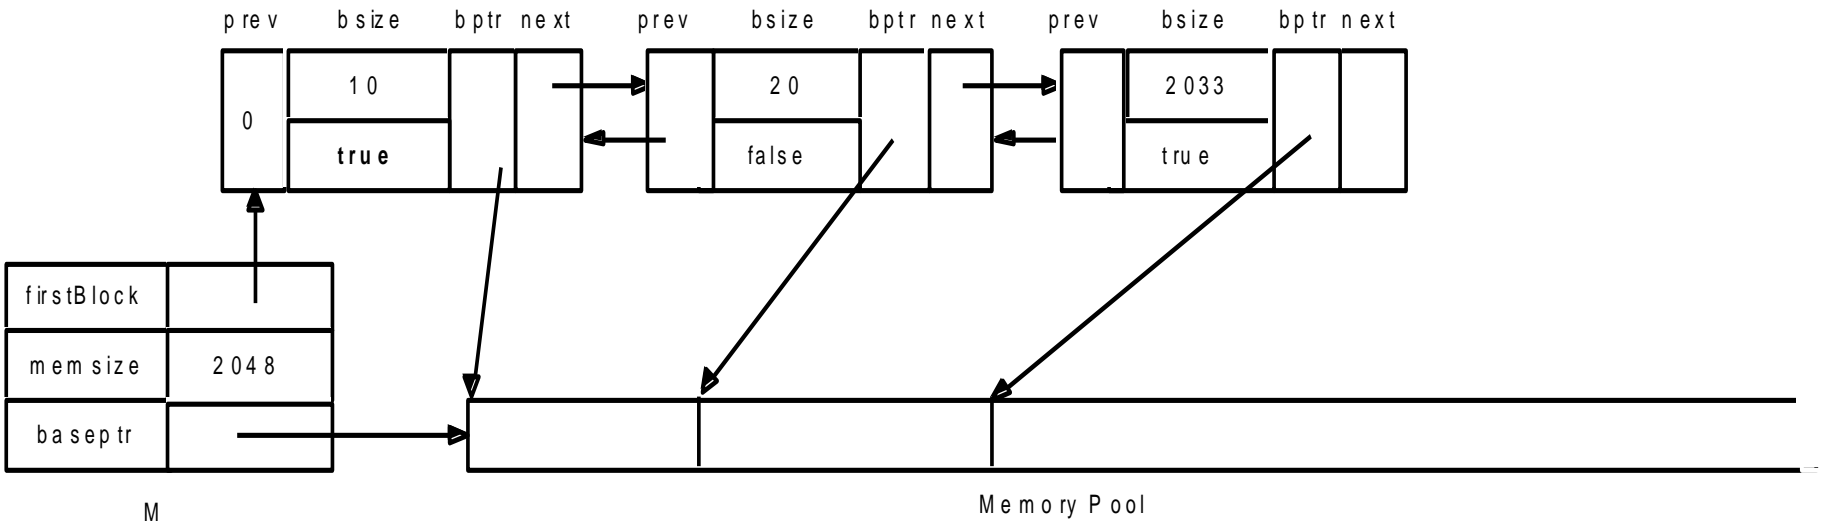 prev bsize bptr next prev bsize bptr next prev bsize bptr next
10 20 2033
0
true false true
firstBlock
memsize 2048
baseptr
M Memory Pool